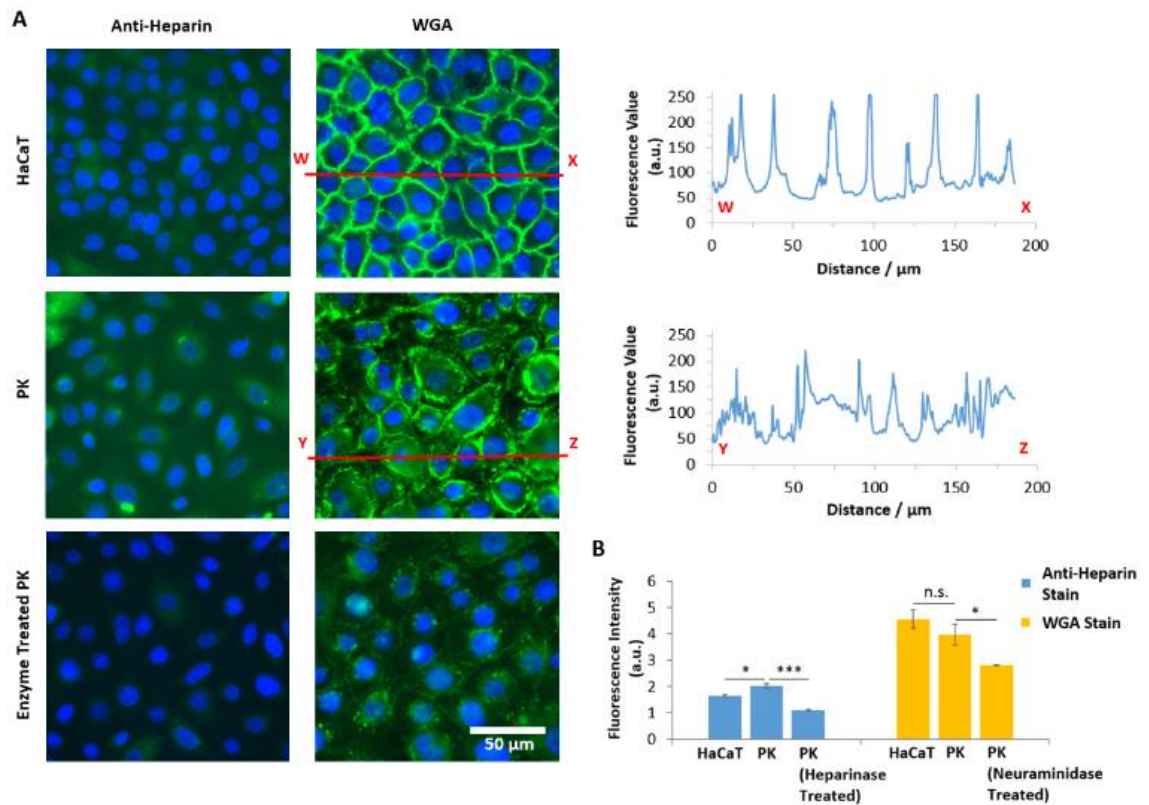 A
Anti-Heparin
WGA
HaCaT
W
X
Fluorescence Value
(a.u.)
250
200
150
100
50
0
W
X
0
50
100
150
200
Distance / µm
PK
Y
Z
Fluorescence Value
(a.u.)
250
200
150
100
50
0
Y
Z
0
50
100
150
200
Distance / µm
Enzyme Treated PK
50 µm
B
Fluorescence Intensity
(a.u.)
6
5
4
3
2
1
0
* ***
n.s.
*
Anti-Heparin
Stain
WGA Stain
HaCaT PK PK
(Heparinase
Treated)
HaCaT PK PK
(Neuraminidase
Treated)